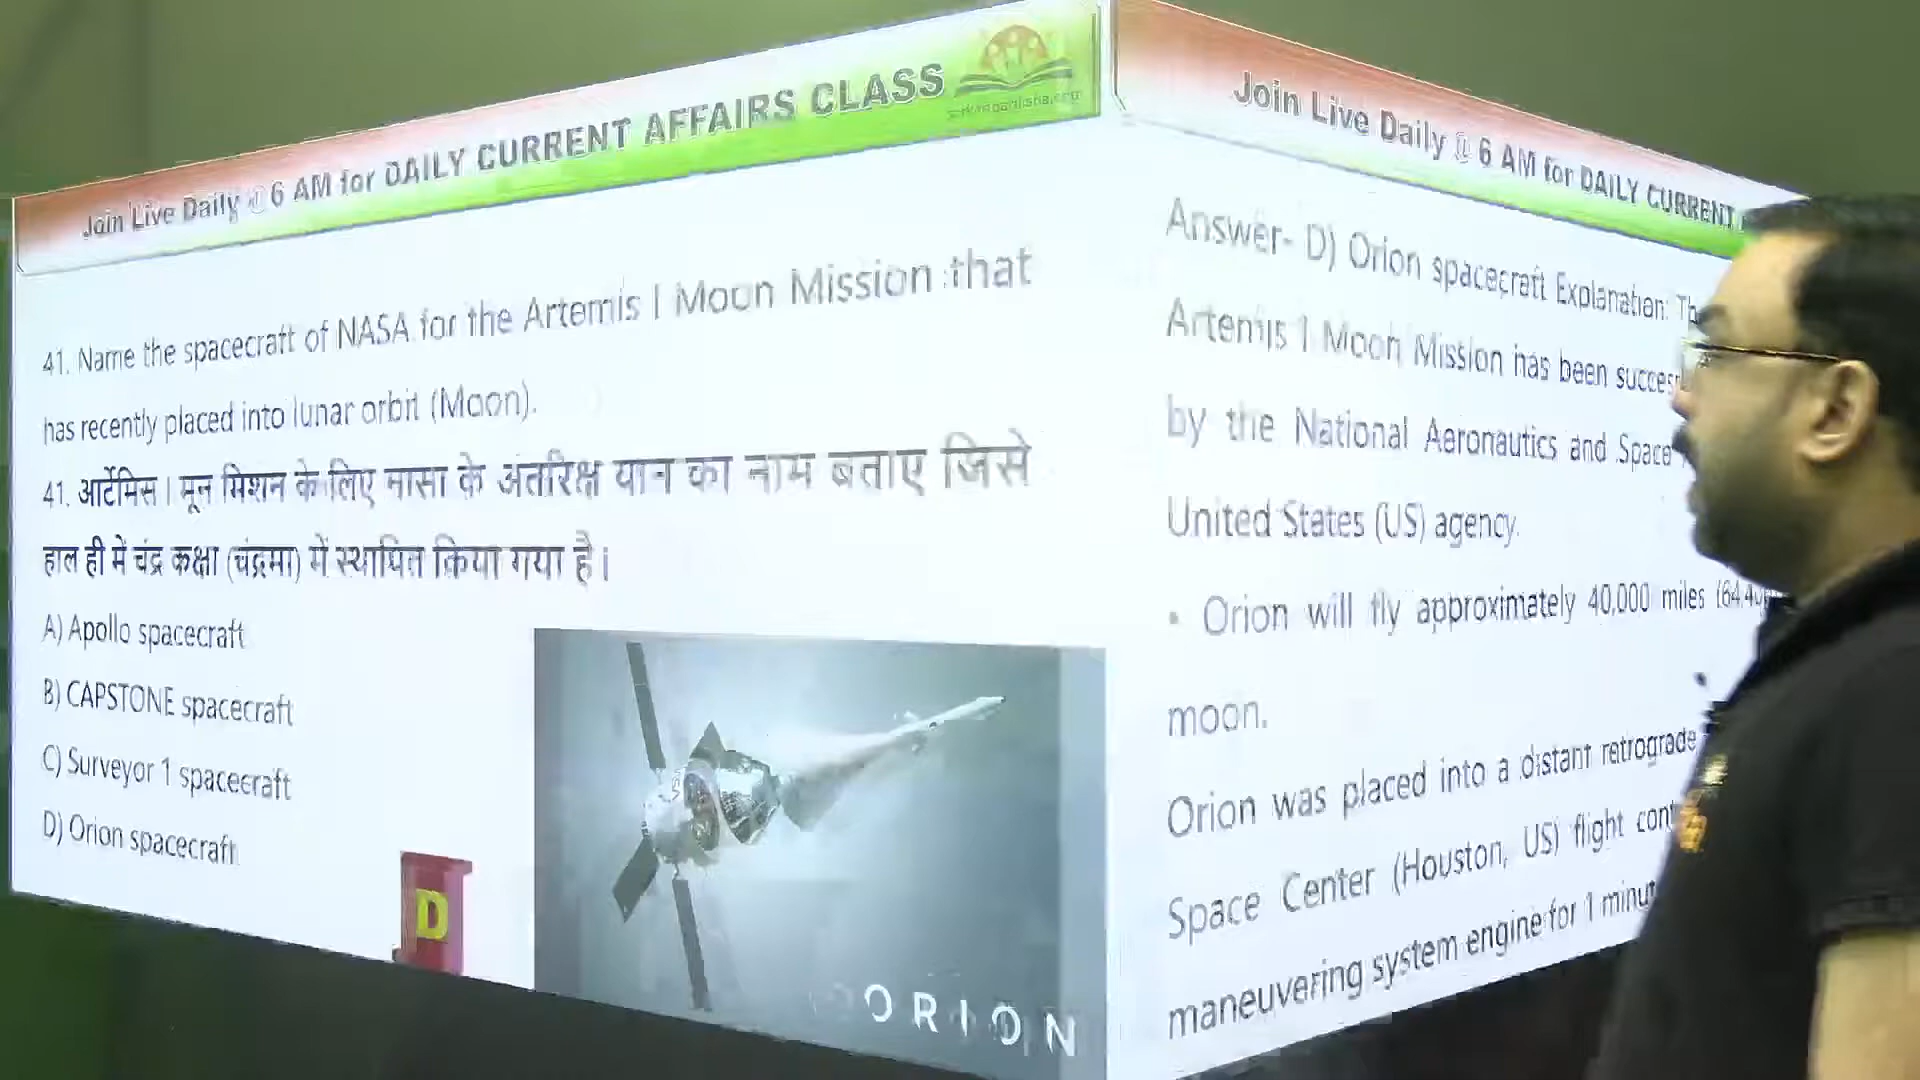 Join Live Daily @ 6 AM for DAILY CURRENT AFFAIRS CLASS
41. Name the spacecraft of NASA for the Artemis I Moon Mission that
has recently placed into lunar orbit (Moon).
41. आर्टेमिस । मून मिशन के लिए नासा के अंतरिक्ष यान का नाम बताए जिसे
हाल ही में चंद्र कक्षा (चंद्रमा) में स्थापित किया गया है।
A) Apollo spacecraft
B) CAPSTONE spacecraft
C) Surveyor 1 spacecraft
D) Orion spacecraft
D
ORION
Join Live Daily @ 6 AM for DAILY CURRENT
Answer- D) Orion spacecraft Explanation:
Artemis 1 Moon Mission has been
by the National Aeronautics and Space
United States (US) agency.
• Orion will fly approximately 40,000 miles
moon.
Orion was placed into a distant retrograde
Space Center (Houston, US) flight
maneuvering system engine for 1